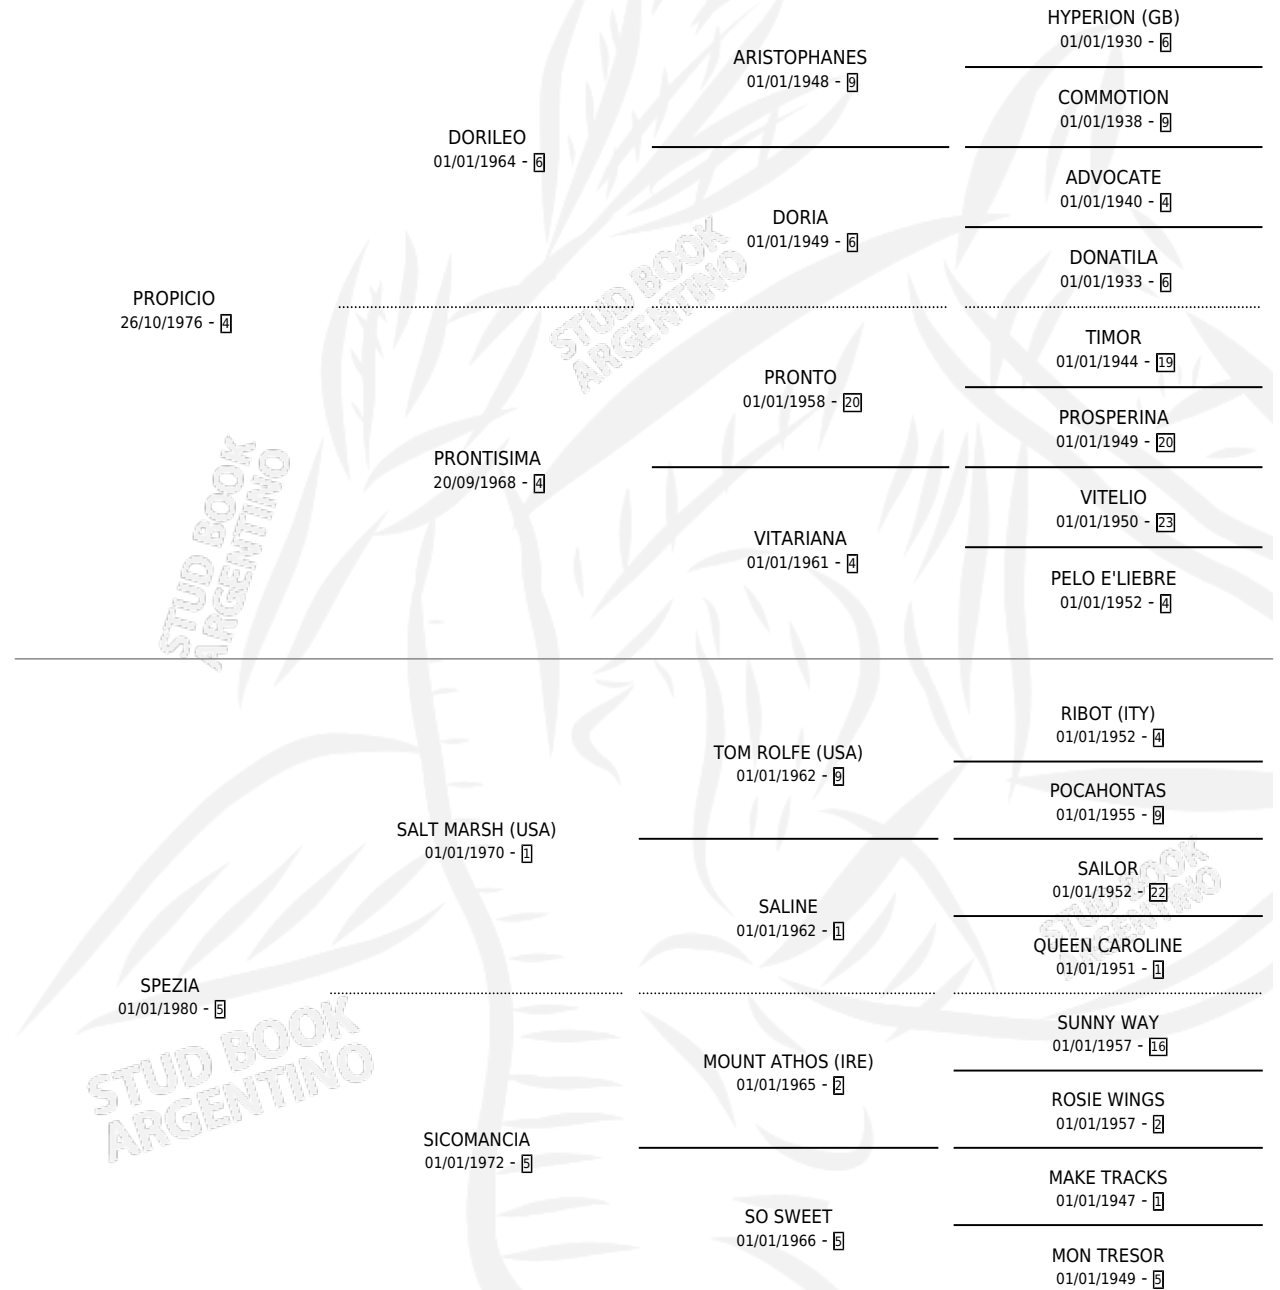 HYPERION (GB)
01/01/1930 - 6
ARISTOPHANES
01/01/1948 - 9
COMMOTION
01/01/1938 - 9
DORILEO
01/01/1964 - 6
ADVOCATE
01/01/1940 - 4
DORIA
01/01/1949 - 6
DONATILA
01/01/1933 - 6
PROPICIO
26/10/1976 - 4
TIMOR
01/01/1944 - 19
PRONTO
01/01/1958 - 20
PROSPERINA
01/01/1949 - 20
PRONTISIMA
20/09/1968 - 4
VITELIO
01/01/1950 - 23
VITARIANA
01/01/1961 - 4
PELO E'LIEBRE
01/01/1952 - 4
STUD BOOK
ARGENTINO
STUD BOOK
ARGENTINO
RIBOT (ITY)
01/01/1952 - 4
TOM ROLFE (USA)
01/01/1962 - 9
POCAHONTAS
01/01/1955 - 9
SALT MARSH (USA)
01/01/1970 - 1
SAILOR
01/01/1952 - 22
SALINE
01/01/1962 - 1
QUEEN CAROLINE
01/01/1951 - 1
STUD BOOK
ARGENTINO
SPEZIA
01/01/1980 - 5
SUNNY WAY
01/01/1957 - 16
MOUNT ATHOS (IRE)
01/01/1965 - 2
ROSIE WINGS
01/01/1957 - 2
SICOMANCIA
01/01/1972 - 5
MAKE TRACKS
01/01/1947 - 1
SO SWEET
01/01/1966 - 5
MON TRESOR
01/01/1949 - 5
STUD BOOK
ARGENTINO